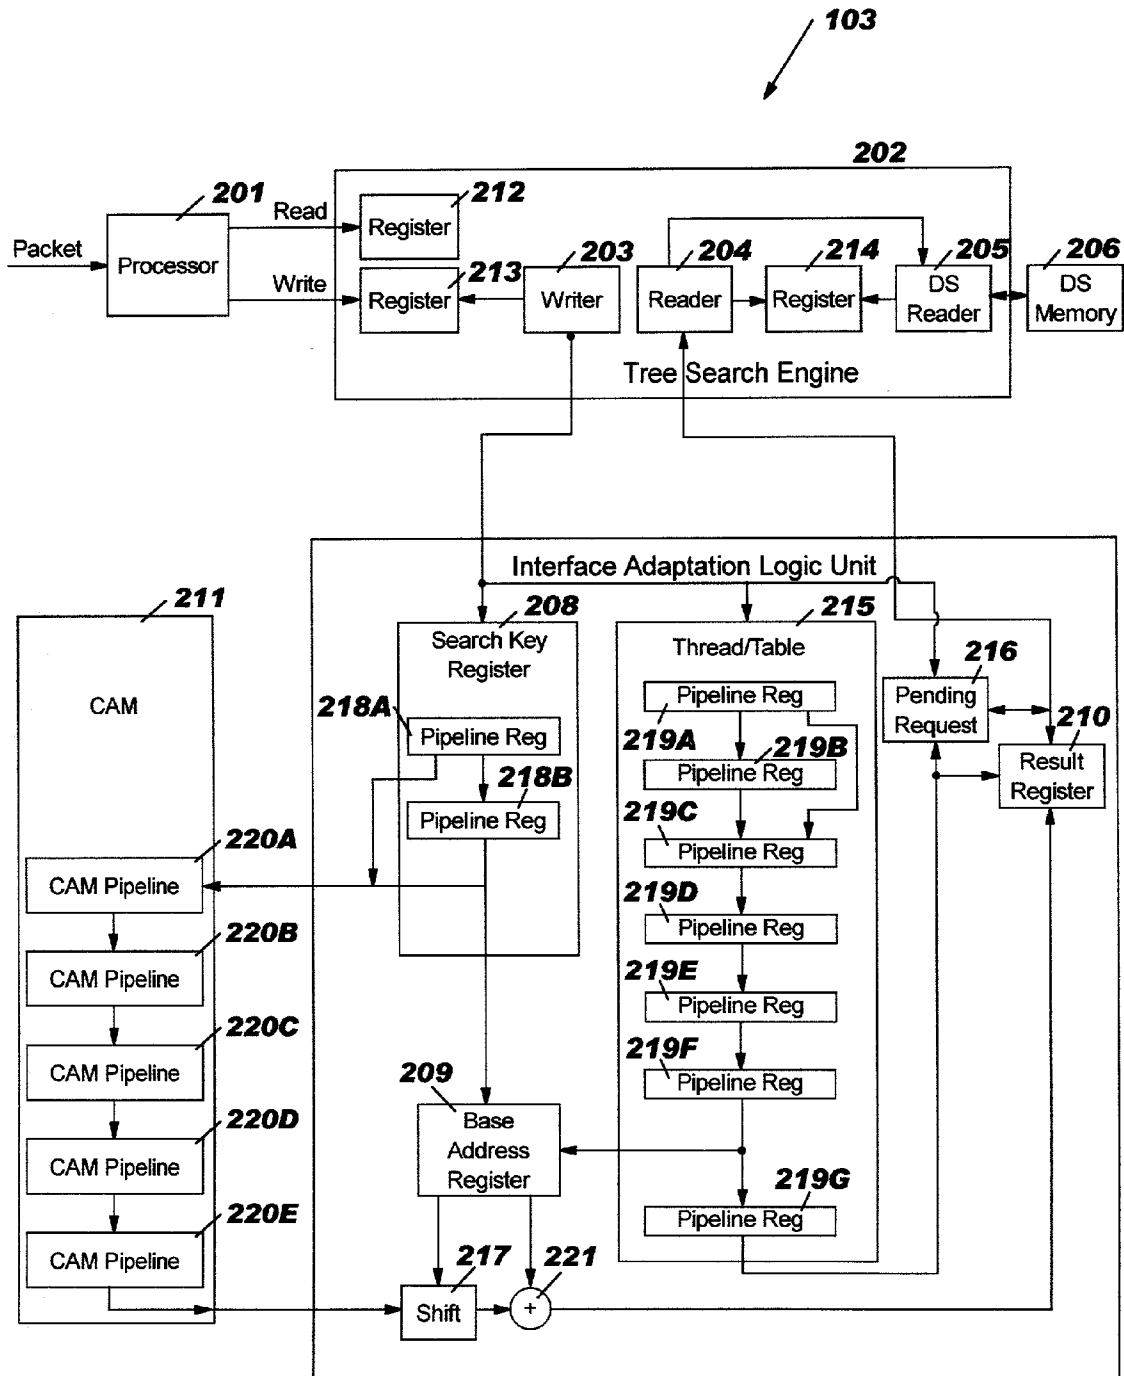 103
202
201
212
Read
Register
Packet
Processor
213
203
204
214
205
206
Write
Register
Writer
Reader
Register
DS
Reader
DS
Memory
Tree Search Engine
Interface Adaptation Logic Unit
211
208
215
Search Key
Register
Thread/Table
216
CAM
218A
Pipeline Reg
Pipeline Reg
Pending
Request
210
219A
219B
218B
Pipeline Reg
Result
Register
Pipeline Reg
219C
220A
Pipeline Reg
CAM Pipeline
219D
220B
Pipeline Reg
CAM Pipeline
219E
Pipeline Reg
220C
219F
CAM Pipeline
Pipeline Reg
209
220D
Base
Address
Register
CAM Pipeline
219G
220E
Pipeline Reg
CAM Pipeline
217
221
Shift
+